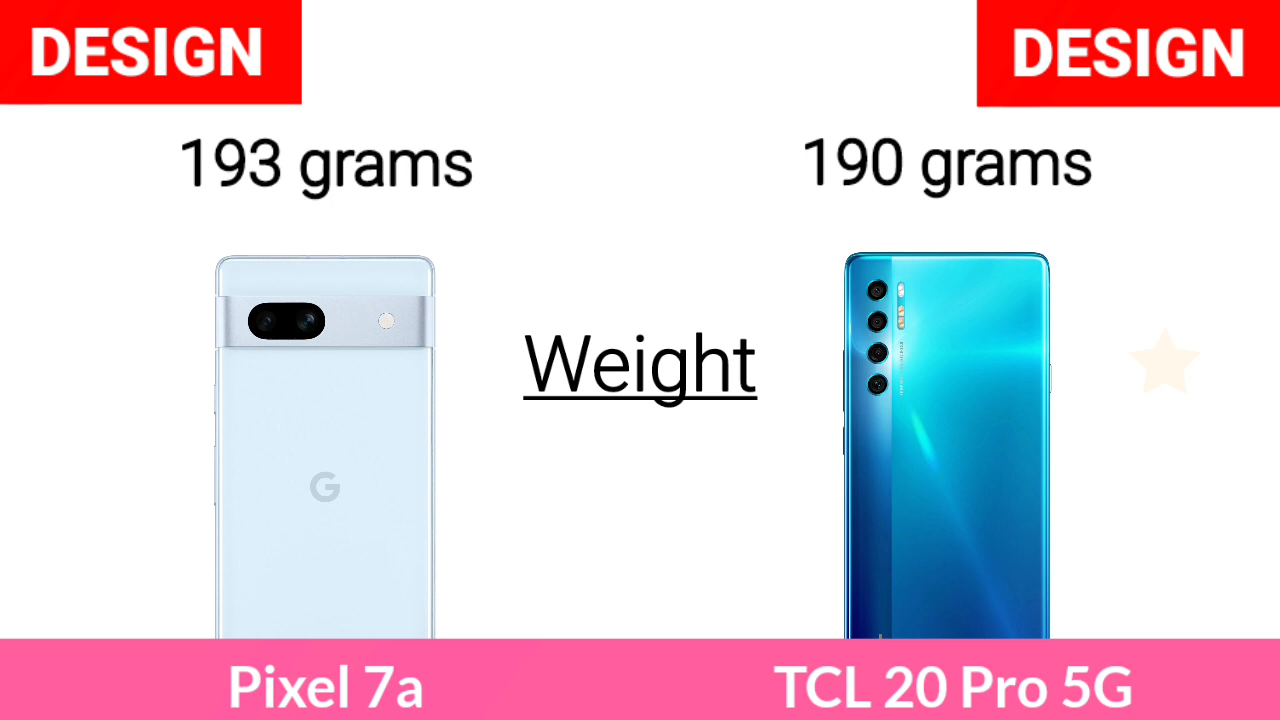 DESIGN
DESIGN
193 grams
190 grams
Weight
G
Pixel 7a
TCL 20 Pro 5G